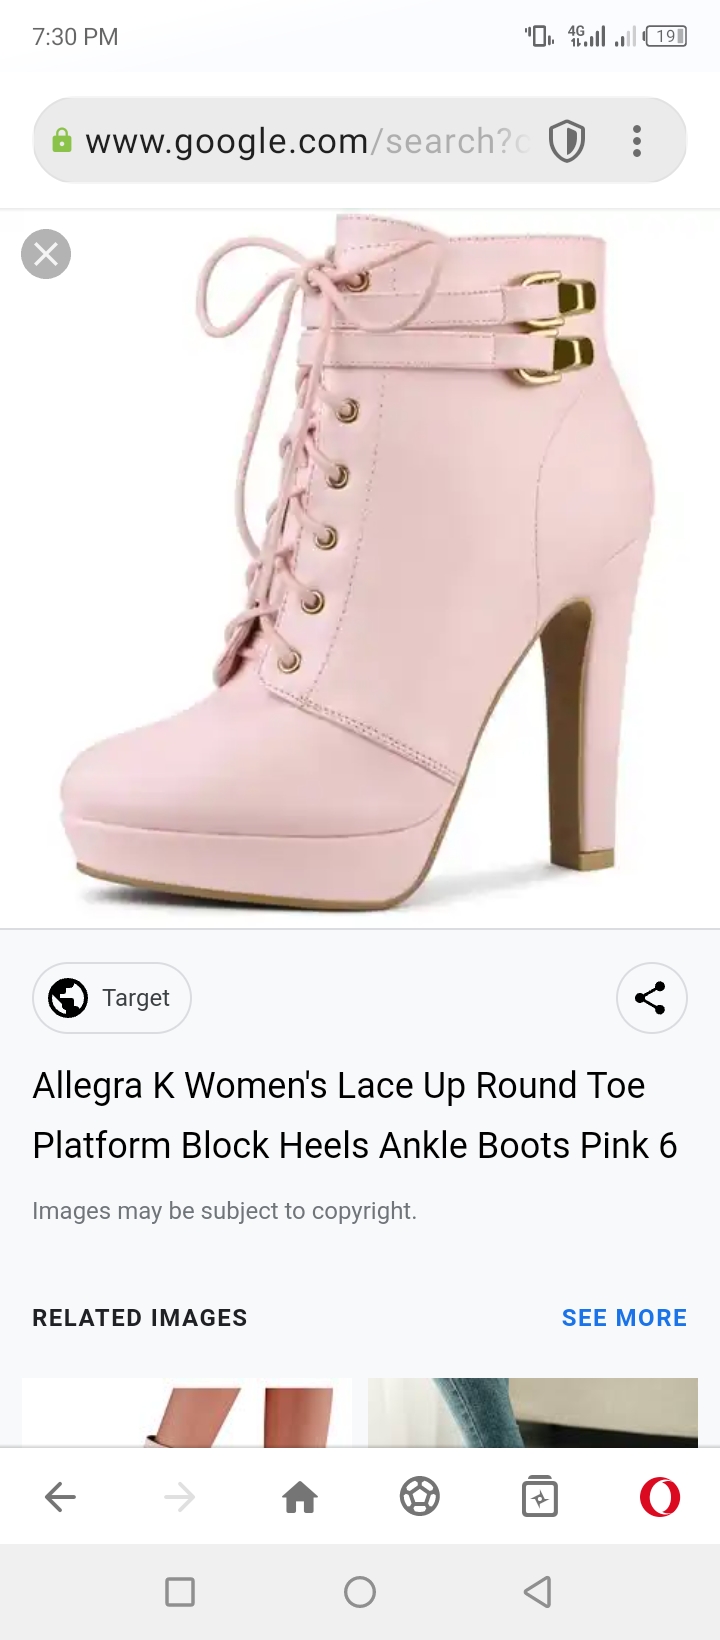 7:30 PM
4G
19
www.google.com/search?
Target
Allegra K Women's Lace Up Round Toe
Platform Block Heels Ankle Boots Pink 6
Images may be subject to copyright.
RELATED IMAGES
SEE MORE